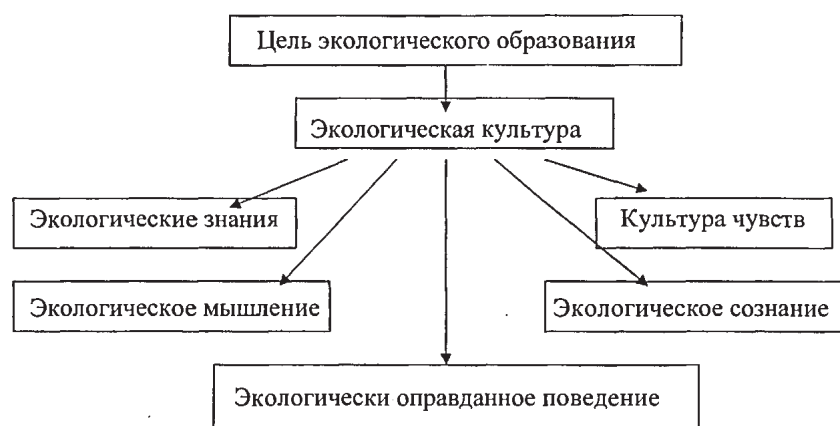 Цель экологического образования
Экологическая культура
Экологические знания
Культура чувств
Экологическое мышление
Экологическое сознание
Экологически оправданное поведение